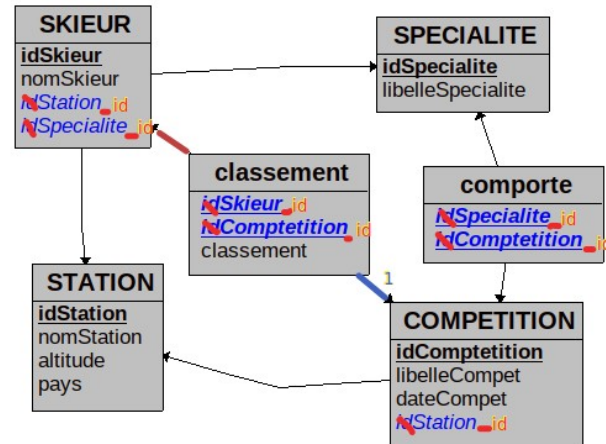 SKIEUR
idSkieur
nomSkieur
idStation_id
idSpecialite_id
SPECIALITE
idSpecialite
libelleSpecialite
classement
idSkieur_id
idComptetition_id
classement
comporte
idSpecialite_id
idComptetition_id
1
STATION
idStation
nomStation
altitude
pays
COMPETITION
idComptetition
libelleCompet
dateCompet
idStation_id